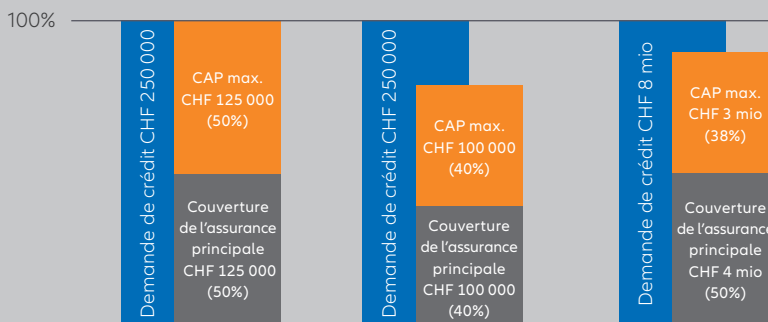 100%
Demande de crédit CHF 250 000
CAP max.
CHF 125 000
(50%)
Couverture
de l'assurance
principale
CHF 125 000
(50%)
Demande de crédit CHF 250 000
CAP max.
CHF 100 000
(40%)
Couverture
de l'assurance
principale
CHF 100 000
(40%)
Demande de crédit CHF 8 mio
CAP max.
CHF 3 mio
(38%)
Couverture
de l'assurance
principale
CHF 4 mio
(50%)